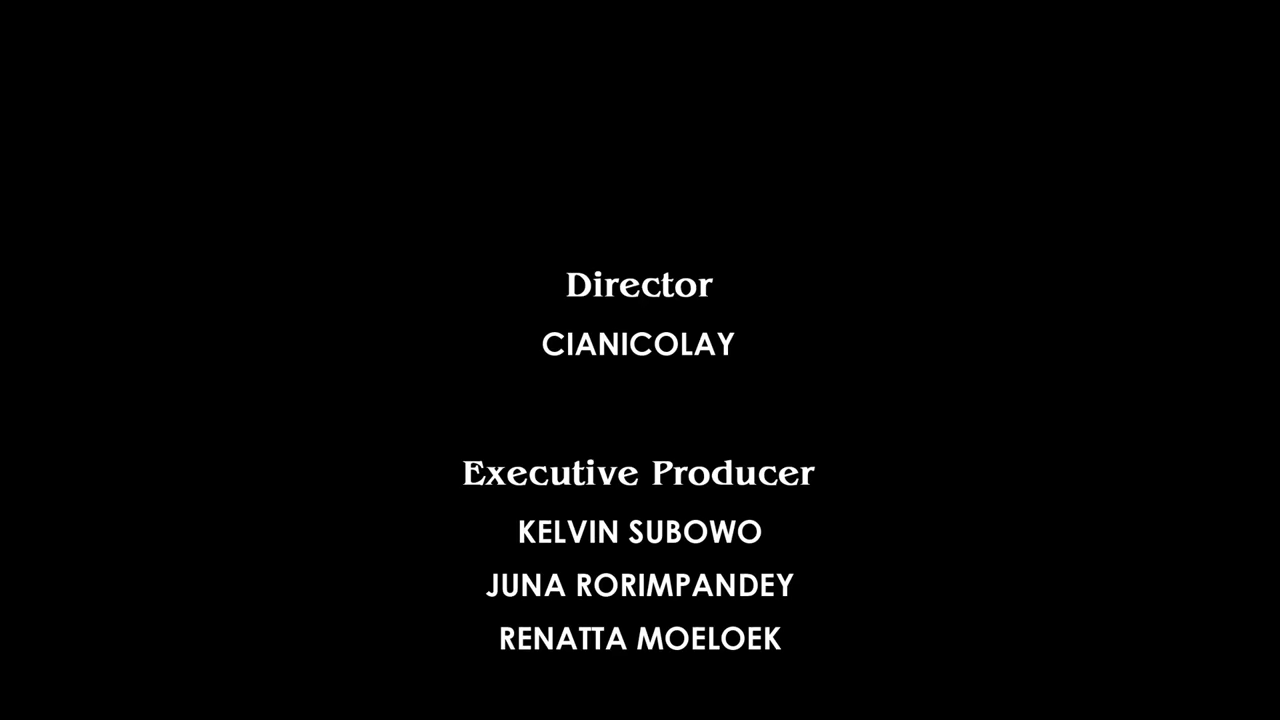 Director
CIANICOLAY
Executive Producer
KELVIN SUBOWO
JUNA RORIMPANDEY
RENATTA MOELOEK